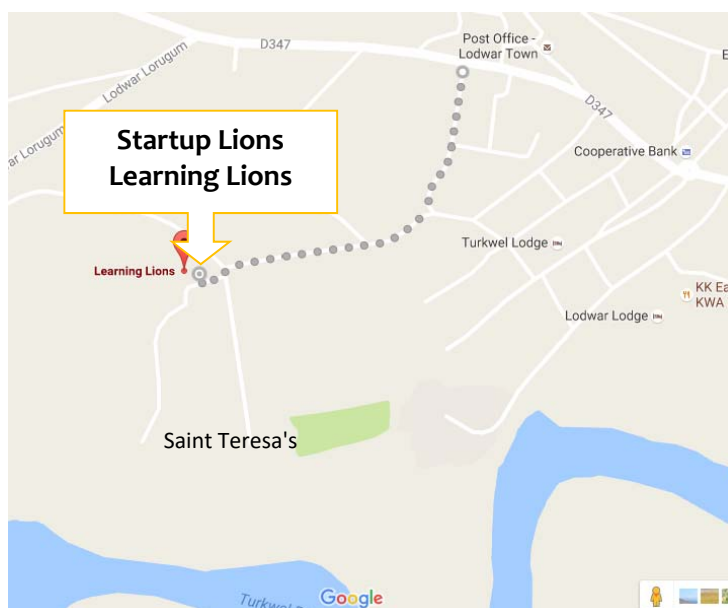 Post Office -
Lodwar Town
D347
Lodwar Lorugum
D347
Lorugum
Cooperative Bank
Startup Lions
Learning Lions
Turkwel Lodge
Learning Lions
KK
KWA
Lodwar Lodge
Saint Teresa's
Turkwel
Google